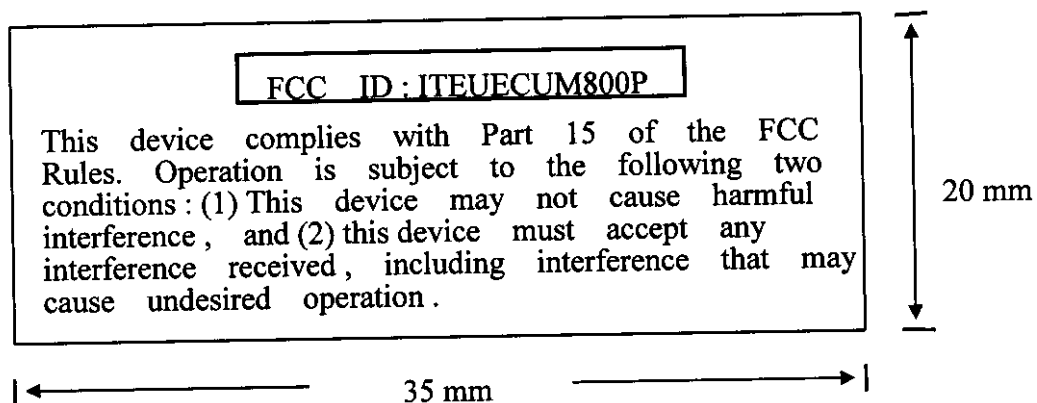 FCC ID : ITEUECUM800P
This device complies with Part 15 of the FCC
Rules. Operation is subject to the following two
conditions : (1) This device may not cause harmful
interference , and (2) this device must accept any
interference received , including interference that may
cause undesired operation .
20 mm
35 mm